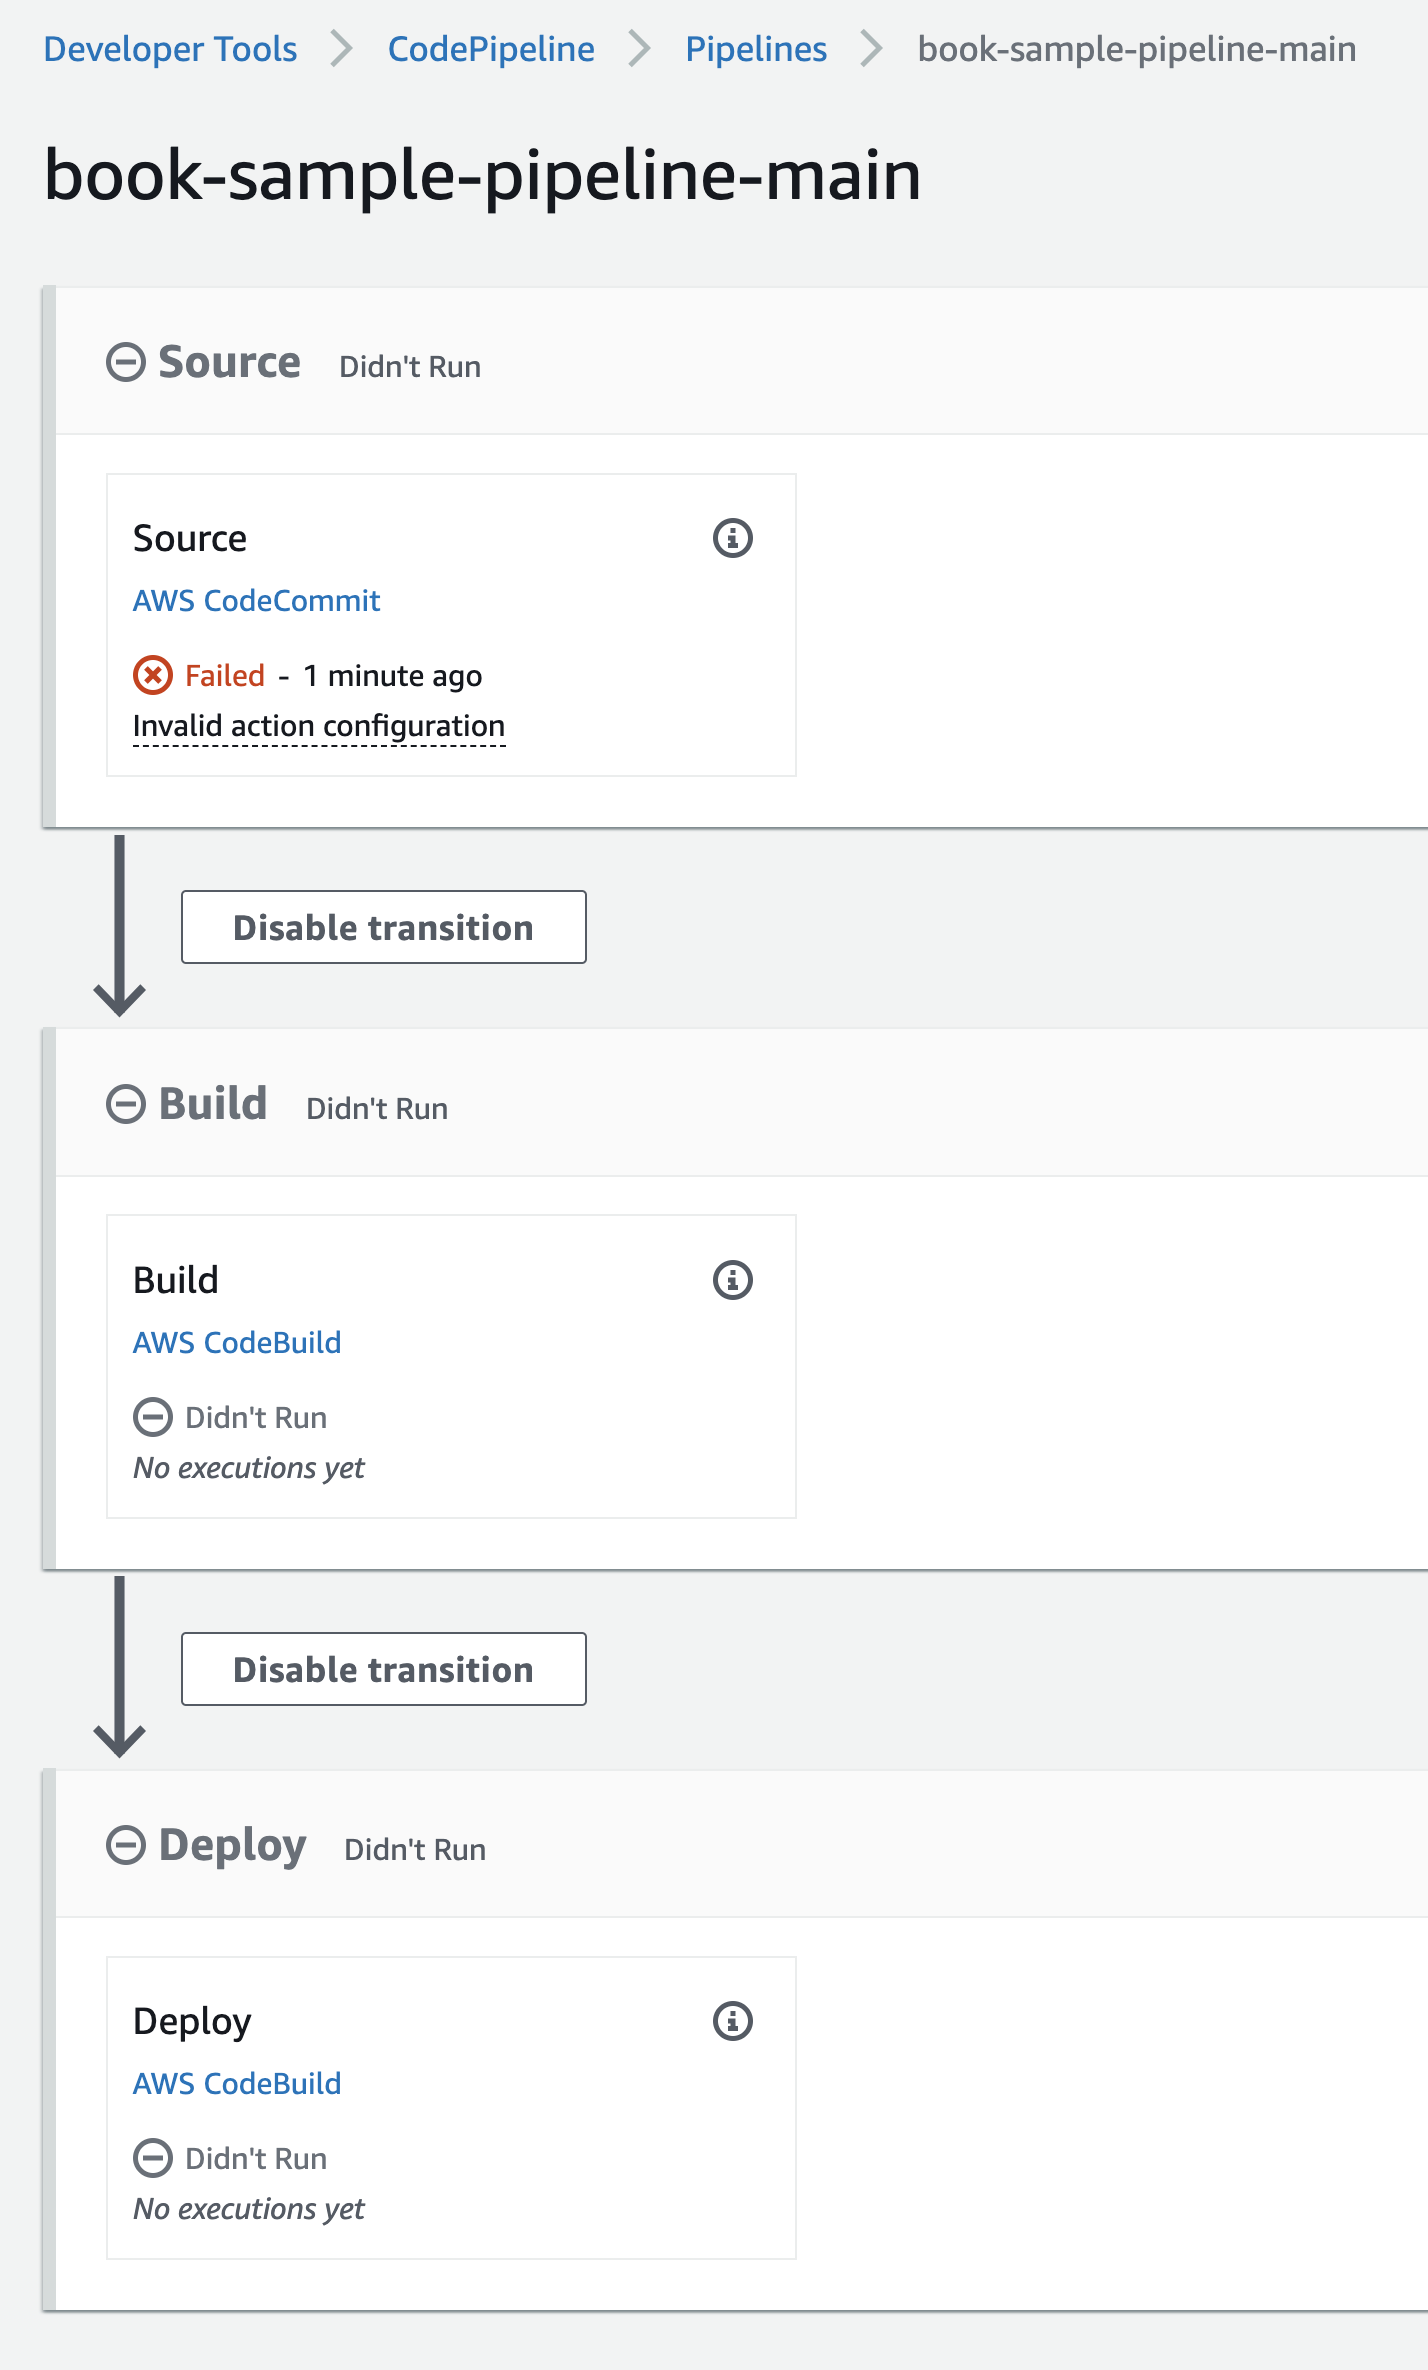 Developer Tools > CodePipeline > Pipelines > book-sample-pipeline-main
book-sample-pipeline-main
Source Didn't Run
Source
AWS CodeCommit
Failed - 1 minute ago
Invalid action configuration
Disable transition
Build Didn't Run
Build
AWS CodeBuild
Didn't Run
No executions yet
Disable transition
Deploy Didn't Run
Deploy
AWS CodeBuild
Didn't Run
No executions yet